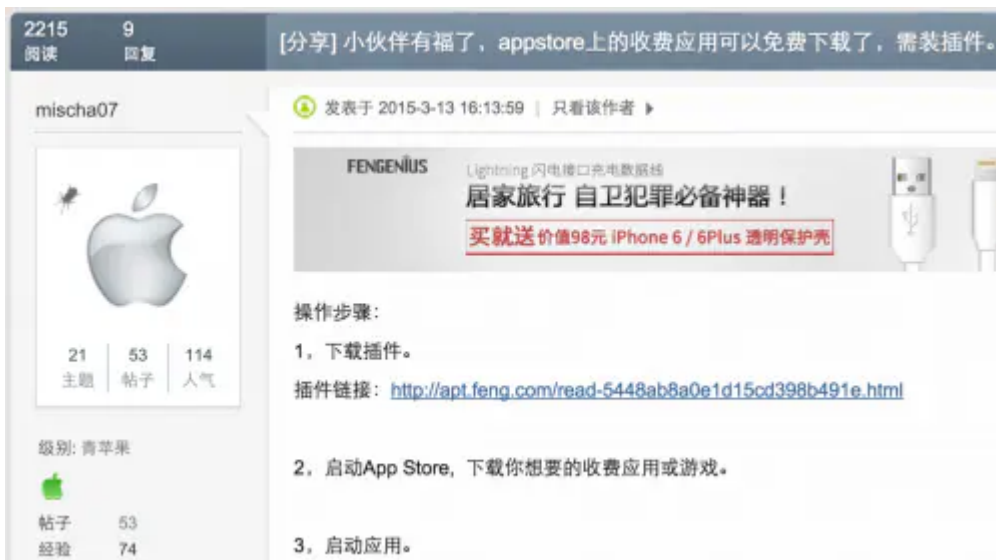 2215 9
阅读 回复
[分享] 小伙伴有福了，appstore上的收费应用可以免费下载了，需装插件。
mischa07
发表于 2015-3-13 16:13:59 | 只看该作者
FENGENIUS
Lightning 闪电接口充电数据线
居家旅行 自卫犯罪必备神器！
买就送价值98元 iPhone 6 / 6Plus 透明保护壳
操作步骤：
1，下载插件。
插件链接：http://apt.feng.com/read-5448ab8a0e1d15cd398b491e.html
2，启动App Store，下载你想要的收费应用或游戏。
3，启动应用。
21 53 114
主题 帖子 人气
级别: 青苹果
帖子 53
经验 74